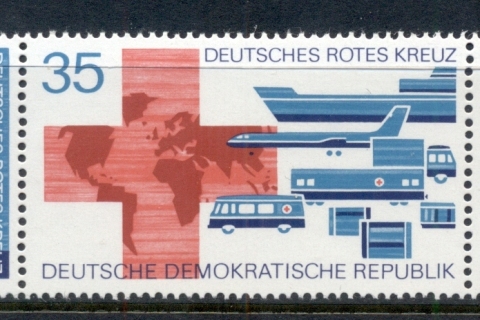 35
DEUTSCHES ROTES KREUZ
DEUTSCHE DEMOKRATISCHE REPUBLIK